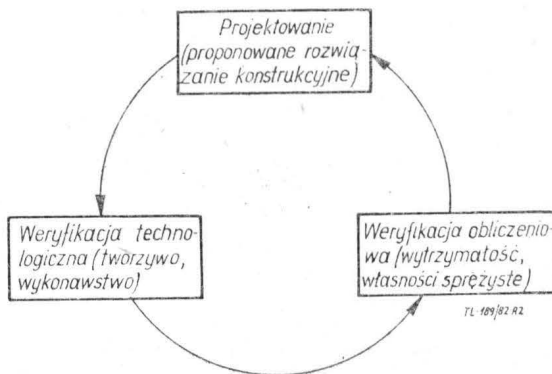 Projektowanie
(proponowane rozwią-
zanie konstrukcyjne)
Weryfikacja techno-
logiczna (tworzywo,
wykonawstwo)
Weryfikacja obliczenio-
wa (wytrzymałość,
własności sprężyste)
TL-189/82 R2